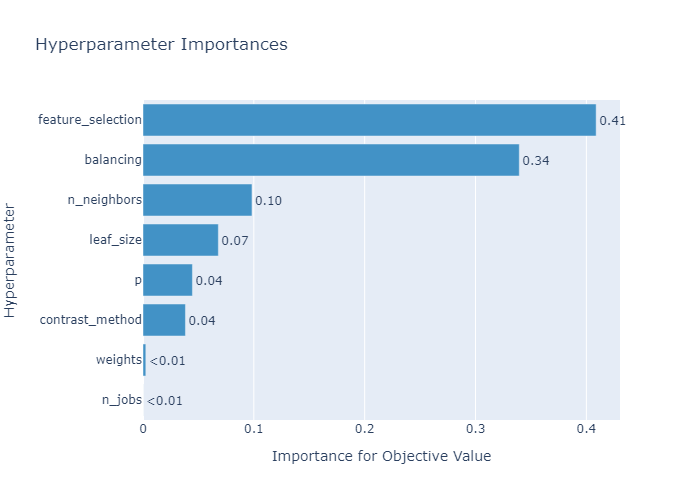 Hyperparameter Importances
Hyperparameter
feature_selection 0.41
balancing 0.34
n_neighbors 0.10
leaf_size 0.07
p 0.04
contrast_method 0.04
weights <0.01
n_jobs <0.01
0 0.1 0.2 0.3 0.4
Importance for Objective Value